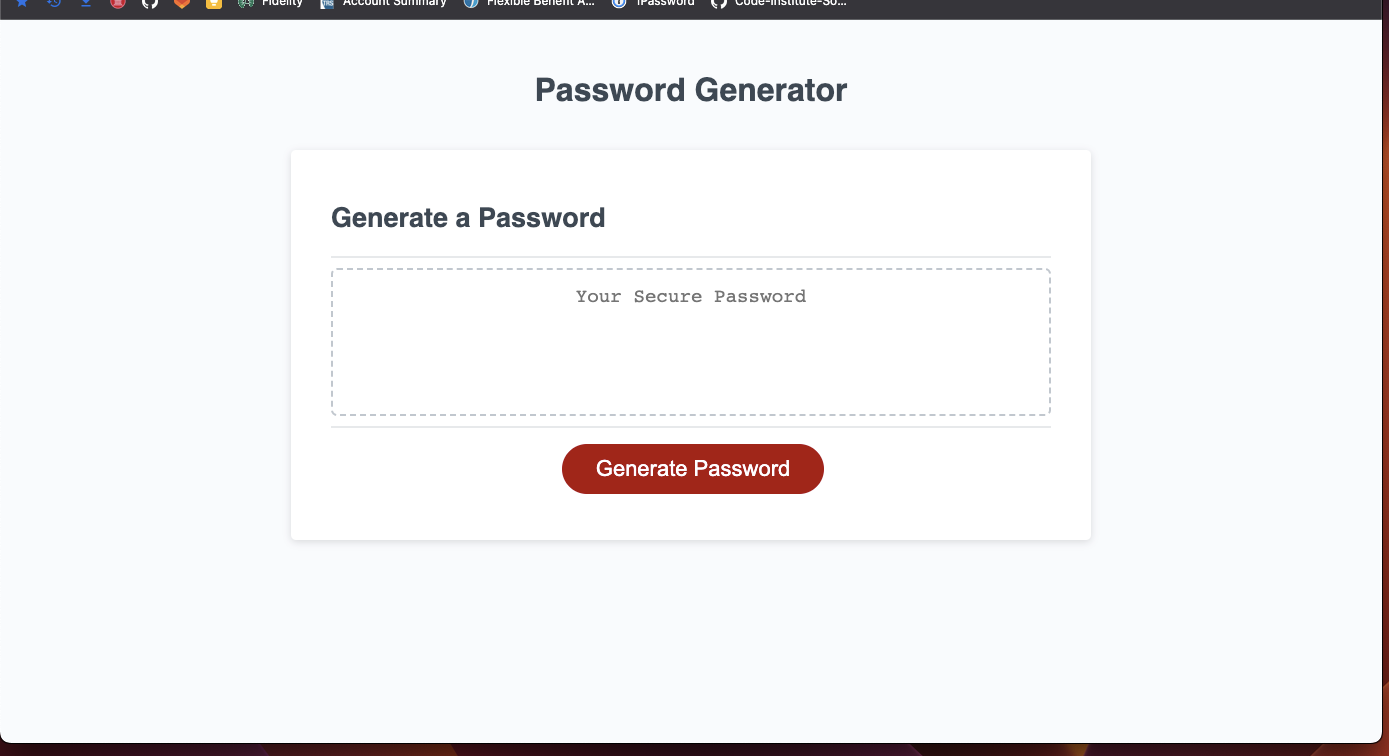 Fidelity Account Summary Flexible Benefit A... 1Password Code-Institute-So...
Password Generator
Generate a Password
Your Secure Password
Generate Password